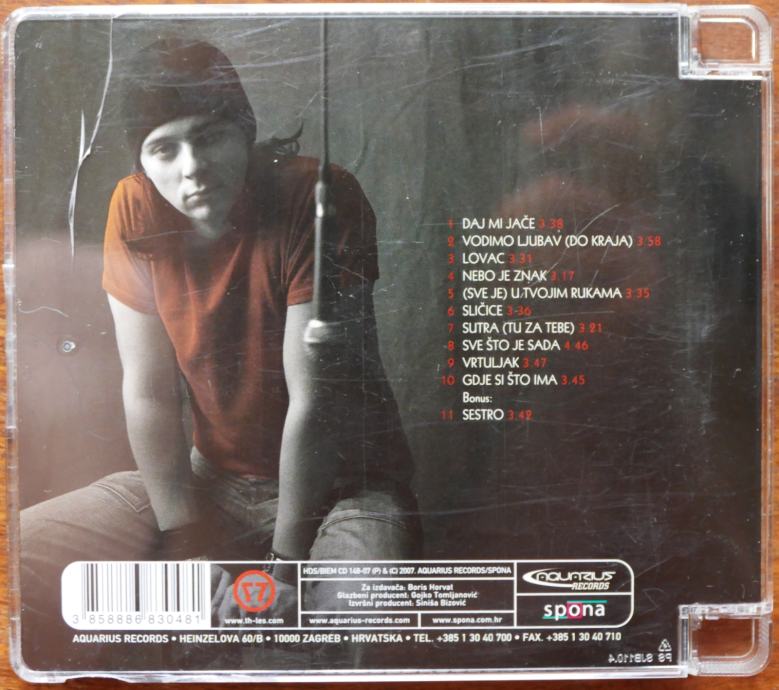 1 DAJ MI JAČE 3.38
2 VODIMO LJUBAV (DO KRAJA) 3.58
3 LOVAC 3.31
4 NEBO JE ZNAK 3.17
5 (SVE JE) U TVOJIM RUKAMA 3.35
6 SLIČICE 3-36
7 SUTRA (TU ZA TEBE) 3.21
8 SVE ŠTO JE SADA 4.46
9 VRTULJAK 3.47
10 GDJE SI ŠTO IMA 3.45
Bonus:
11 SESTRO 3.42
3 858886 830481
www.th-les.com
HDS/BIEM CD 148-07 (P) & (C) 2007. AQUARIUS RECORDS/SPONA
Za izdavača: Boris Horvat
Glazbeni producent: Gojko Tomljanović
Izvršni producent: Siniša Bizović
www.aquarius-records.com
www.spona.com.hr
AQUARIUS RECORDS
spona
AQUARIUS RECORDS • HEINZELOVA 60/B • 10000 ZAGREB • HRVATSKA • TEL. +385 1 30 40 700 • FAX. +385 1 30 40 710
PS SJB110.4